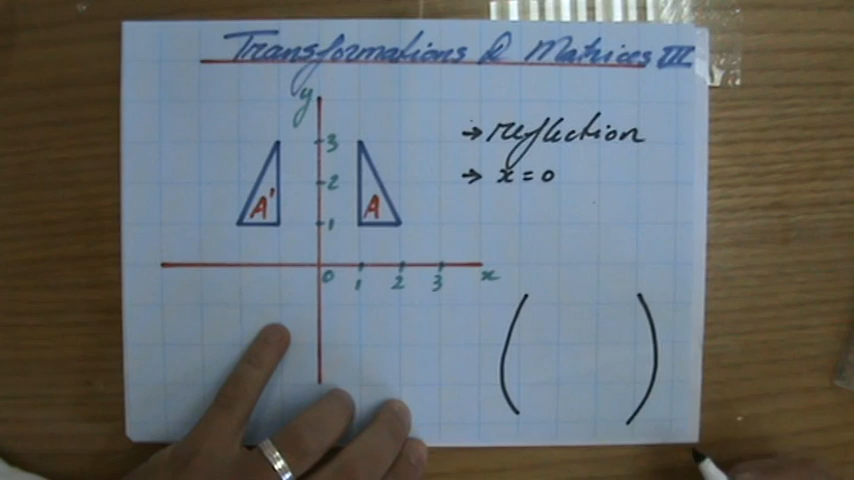 Transformations & Matrices III
y
→ reflection
3
→ x = 0
2
A' A
1
0 1 2 3 x
( )